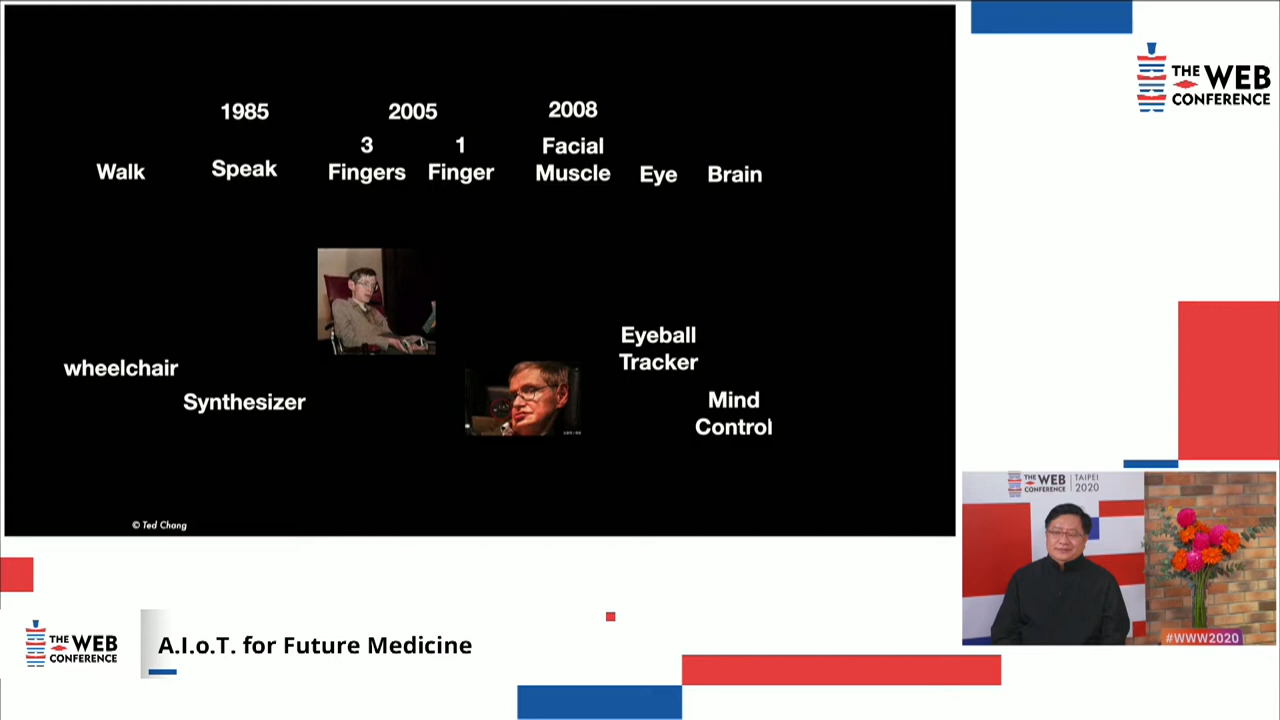 1985
2005
2008
Walk
Speak
3
Fingers
1
Finger
Facial
Muscle
Eye
Brain
wheelchair
Synthesizer
Eyeball
Tracker
Mind
Control
© Ted Chang
THE WEB
CONFERENCE
THE WEB
CONFERENCE
TAIPEI
2020
#WWW2020
THE WEB
CONFERENCE
A.I.o.T. for Future Medicine